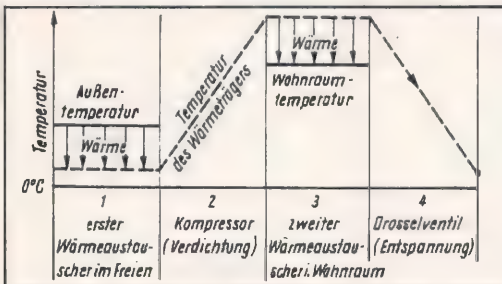 Temperatur
0°C
Außen-
temperatur
Wärme
Temperatur
des Wärmeträgers
Wärme
Wohnraum-
temperatur
1
erster
Wärmeaustau-
scher im Freien
2
Kompressor
(Verdichtung)
3
zweiter
Wärmeaustau-
scher i. Wohnraum
4
Drosselventil
(Entspannung)